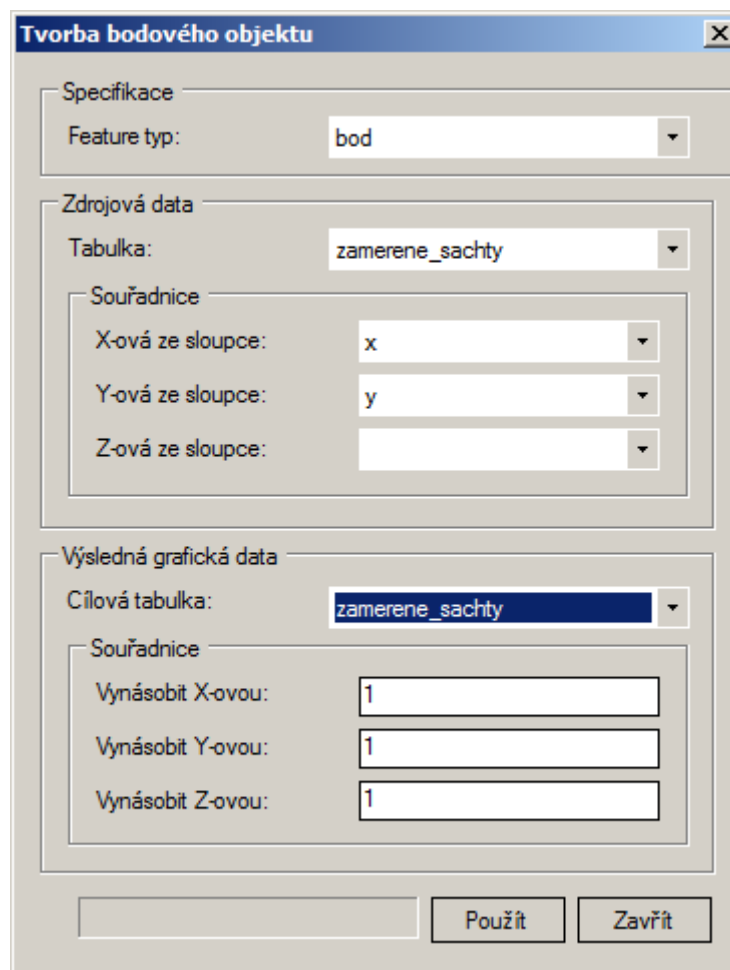 Tvorba bodového objektu
Specifikace
Feature typ: bod
Zdrojová data
Tabulka: zamerene_sachty
Souřadnice
X-ová ze sloupce: x
Y-ová ze sloupce: y
Z-ová ze sloupce:
Výsledná grafická data
Cílová tabulka: zamerene_sachty
Souřadnice
Vynásobit X-ovou: 1
Vynásobit Y-ovou: 1
Vynásobit Z-ovou: 1
Použít Zavřít